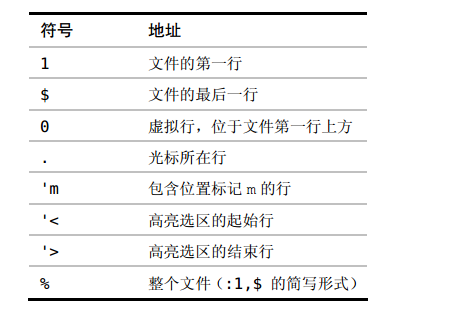 符号 地址
1 文件的第一行
$ 文件的最后一行
0 虚拟行，位于文件第一行上方
. 光标所在行
'm 包含位置标记 m 的行
'< 高亮选区的起始行
'> 高亮选区的结束行
% 整个文件（:1,$ 的简写形式）